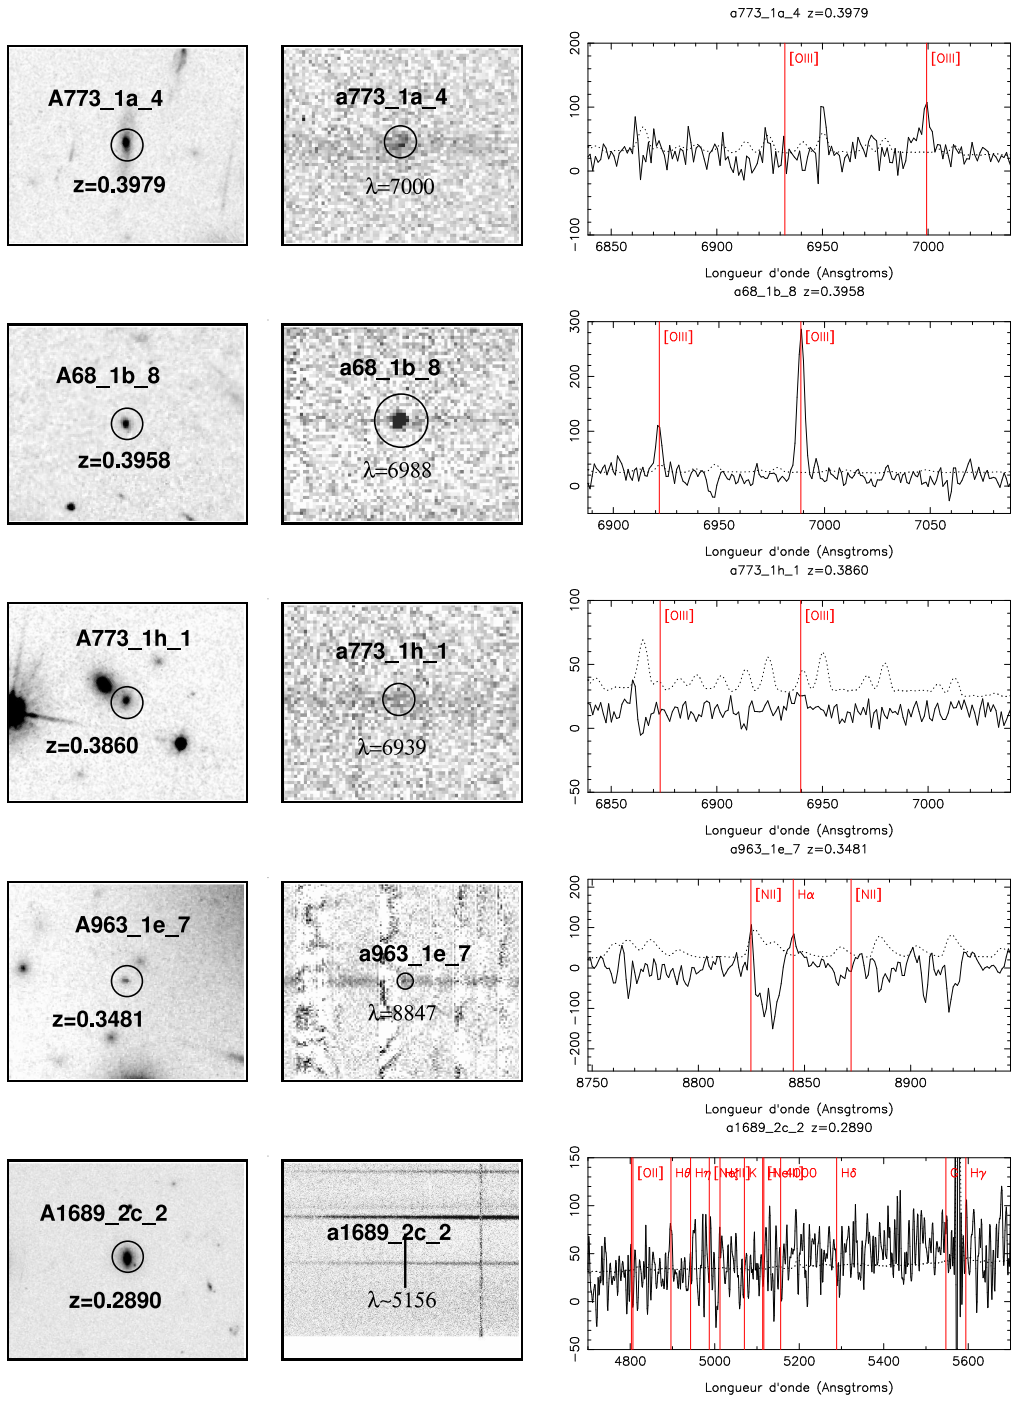 a773_1a_4 z=0.3979
A773_1a_4
z=0.3979
a773_1a_4
λ=7000
[OIII]
[OIII]
200
100
0
−100
6850
6900
6950
7000
Longueur d'onde (Ansgtroms)
a68_1b_8 z=0.3958
A68_1b_8
z=0.3958
a68_1b_8
λ=6988
[OIII]
[OIII]
300
200
100
0
6900
6950
7000
7050
Longueur d'onde (Ansgtroms)
a773_1h_1 z=0.3860
A773_1h_1
z=0.3860
a773_1h_1
λ=6939
[OIII]
[OIII]
100
50
0
−50
6850
6900
6950
7000
Longueur d'onde (Ansgtroms)
a963_1e_7 z=0.3481
A963_1e_7
z=0.3481
a963_1e_7
λ=8847
[NII]
Hα
[NII]
200
100
0
−100
−200
8750
8800
8850
8900
Longueur d'onde (Ansgtroms)
a1689_2c_2 z=0.2890
A1689_2c_2
z=0.2890
a1689_2c_2
λ~5156
[OII]
Hθ
Hη
K
4000
Hδ
Hγ
150
100
50
0
−50
4800
5000
5200
5400
5600
Longueur d'onde (Ansgtroms)